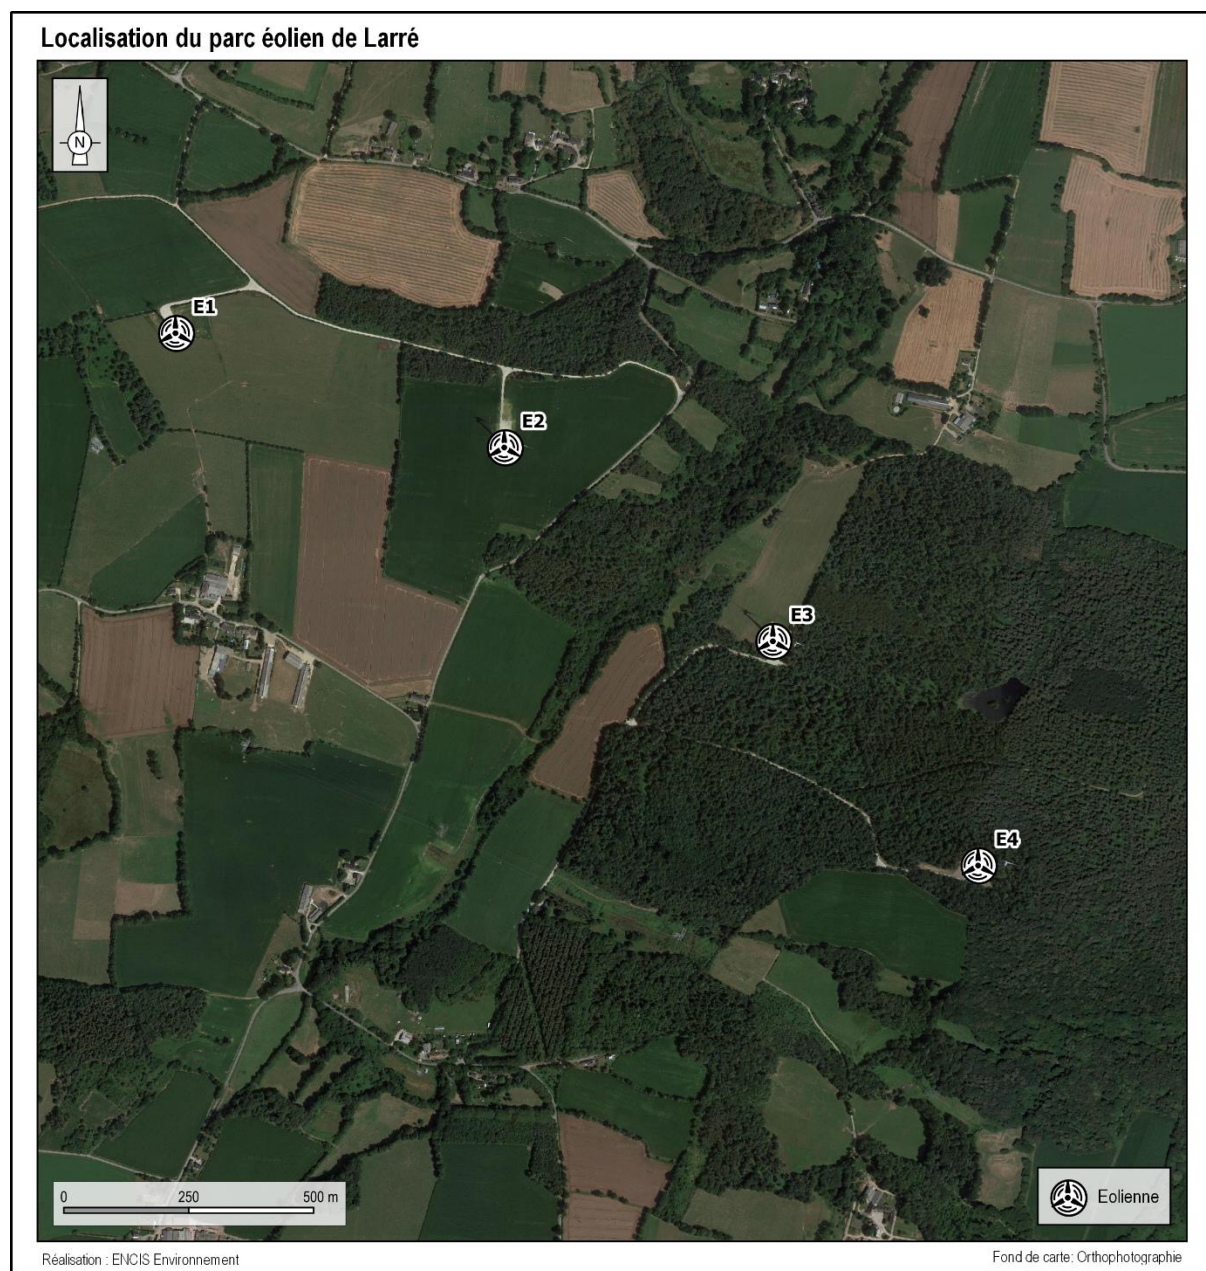 Localisation du parc éolien de Larré
N
E1
E2
E3
E4
0 250 500 m
Eolienne
Réalisation : ENCIS Environnement
Fond de carte: Orthophotographie